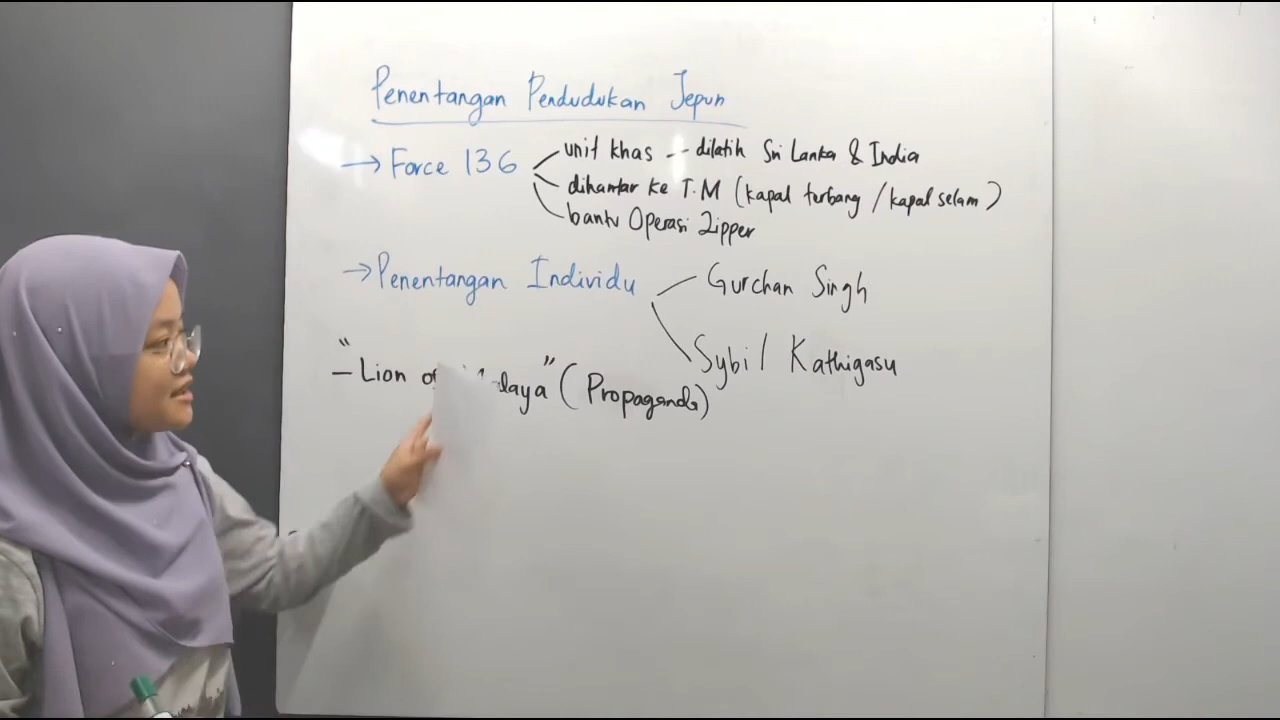 Penentangan Pendudukan Jepun
→ Force 136
unit khas -- dilatih Sri Lanka & India
dihantar ke T.M (kapal terbang / kapal selam)
bantu Operasi Zipper
→ Penentangan Individu
Gurchan Singh
Sybil Kathigasu
– "Lion of laya" (Propaganda)